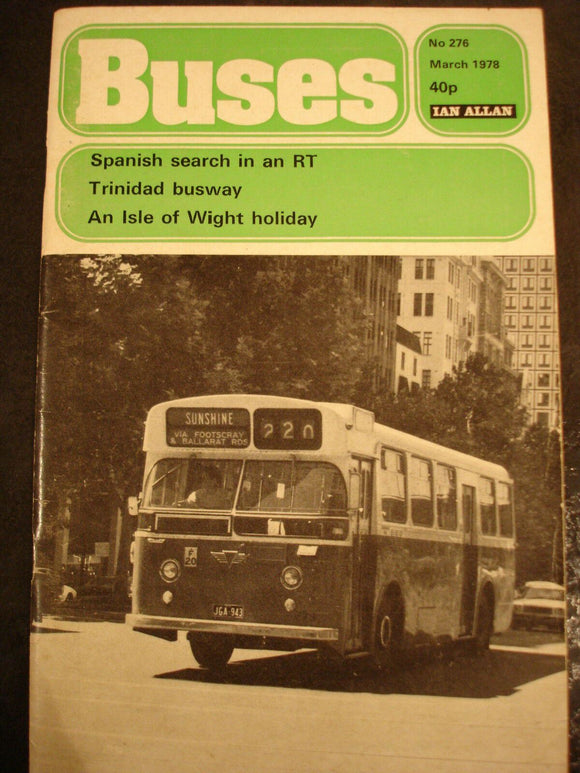 Buses
No 276
March 1978
40p
IAN ALLAN
Spanish search in an RT
Trinidad busway
An Isle of Wight holiday
SUNSHINE
VIA FOOTSCRAY
& BALLARAT RDS
220
F
20
JGA·943